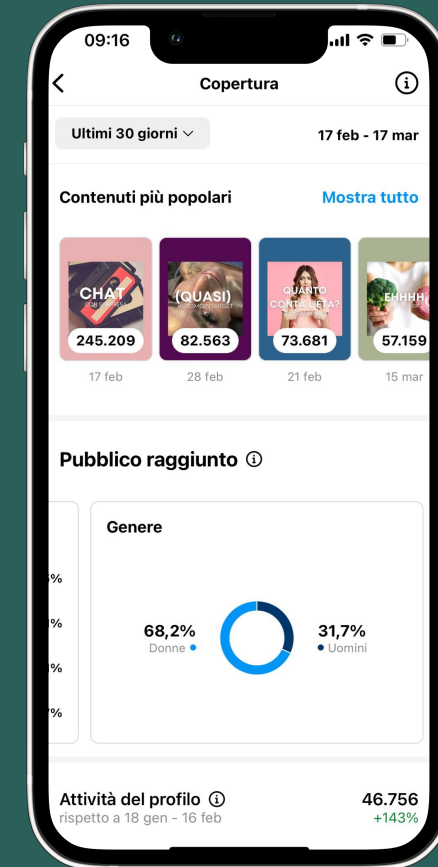 09:16
Copertura
Ultimi 30 giorni
17 feb - 17 mar
Contenuti più popolari
Mostra tutto
CHAT
245.209
17 feb
(QUASI)
82.563
28 feb
QUANTO
CONTA L'ETÀ?
73.681
21 feb
EHHHH,
57.159
15 mar
Pubblico raggiunto
Genere
68,2%
Donne
31,7%
Uomini
Attività del profilo
46.756
rispetto a 18 gen - 16 feb
+143%